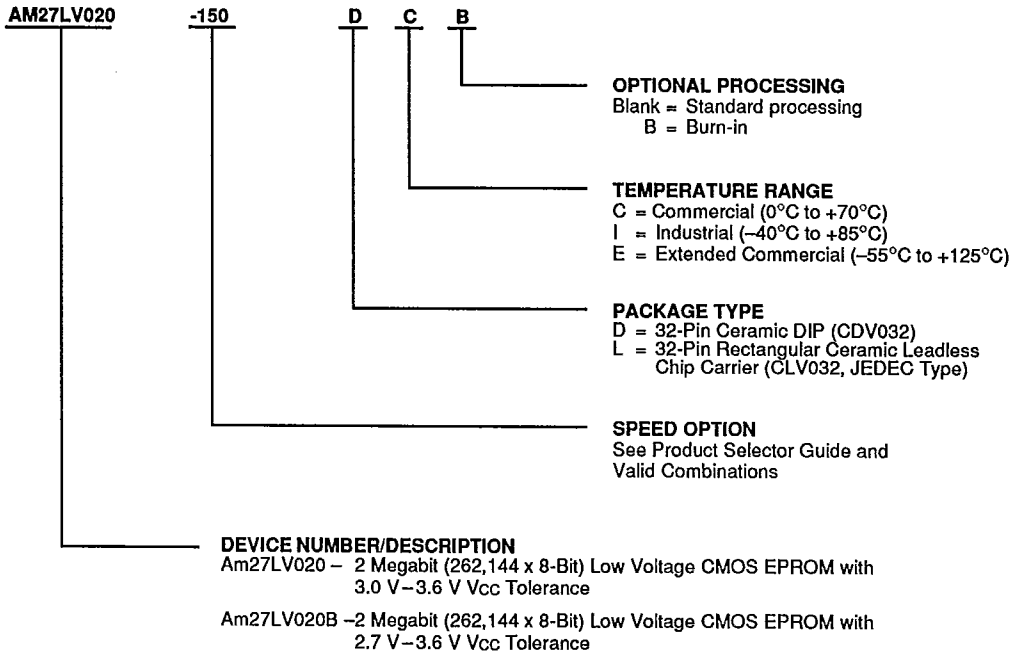 AM27LV020 -150 D C B
OPTIONAL PROCESSING
Blank = Standard processing
B = Burn-in
TEMPERATURE RANGE
C = Commercial (0°C to +70°C)
I = Industrial (–40°C to +85°C)
E = Extended Commercial (–55°C to +125°C)
PACKAGE TYPE
D = 32-Pin Ceramic DIP (CDV032)
L = 32-Pin Rectangular Ceramic Leadless
Chip Carrier (CLV032, JEDEC Type)
SPEED OPTION
See Product Selector Guide and
Valid Combinations
DEVICE NUMBER/DESCRIPTION
Am27LV020 – 2 Megabit (262,144 x 8-Bit) Low Voltage CMOS EPROM with
3.0 V–3.6 V VCC Tolerance
Am27LV020B –2 Megabit (262,144 x 8-Bit) Low Voltage CMOS EPROM with
2.7 V–3.6 V VCC Tolerance